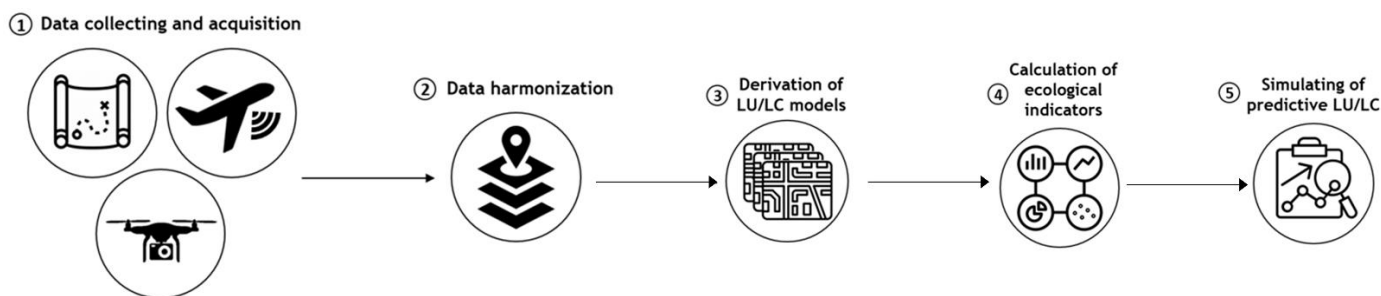 ① Data collecting and acquisition
② Data harmonization
③ Derivation of
LU/LC models
④ Calculation of
ecological
indicators
⑤ Simulating of
predictive LU/LC